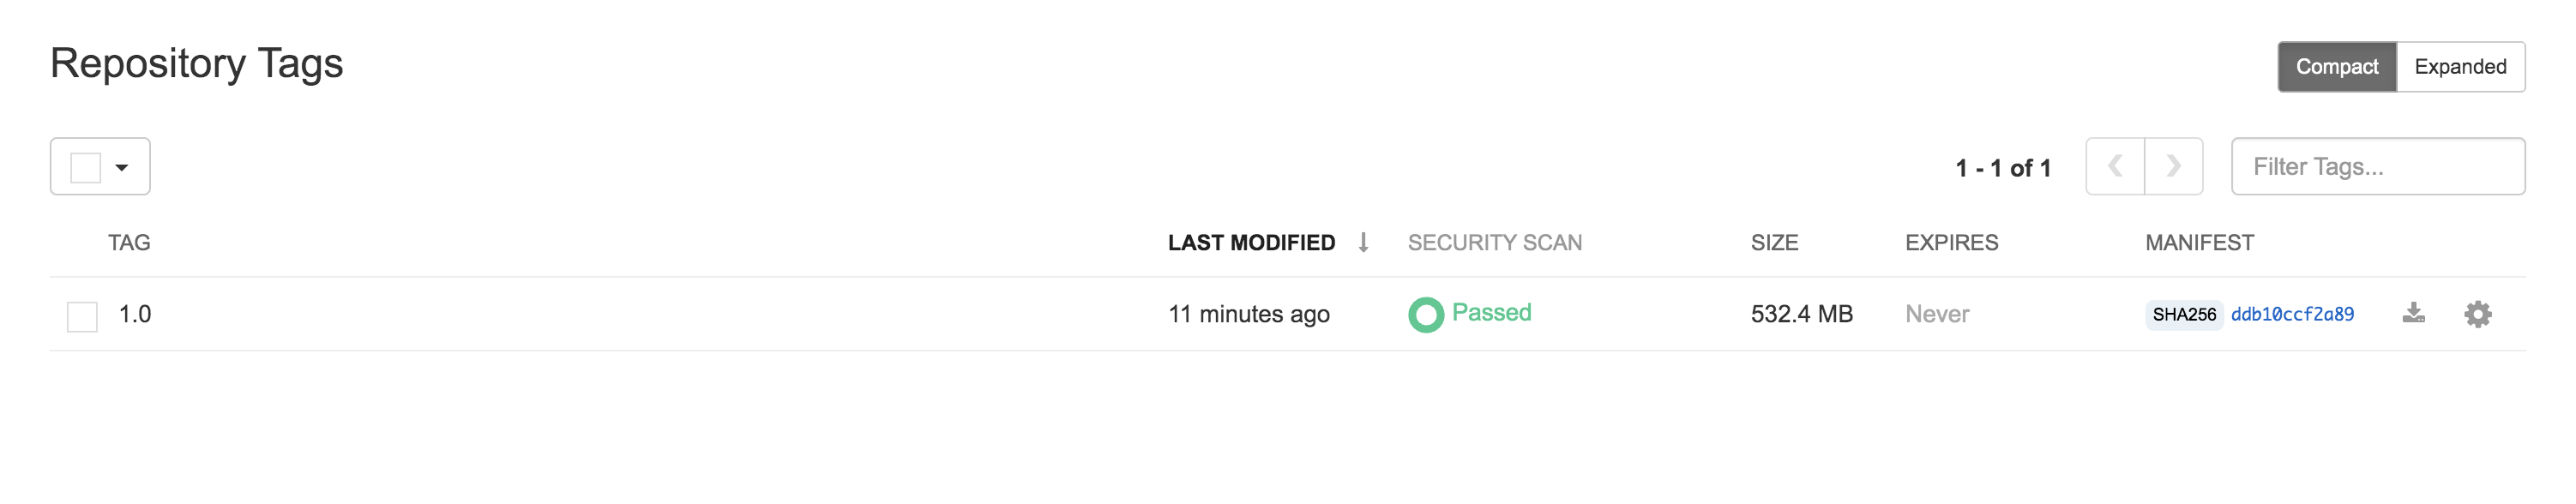 Repository Tags
Compact Expanded
1 - 1 of 1 Filter Tags...
TAG LAST MODIFIED SECURITY SCAN SIZE EXPIRES MANIFEST
1.0 11 minutes ago Passed 532.4 MB Never SHA256 ddb10ccf2a89